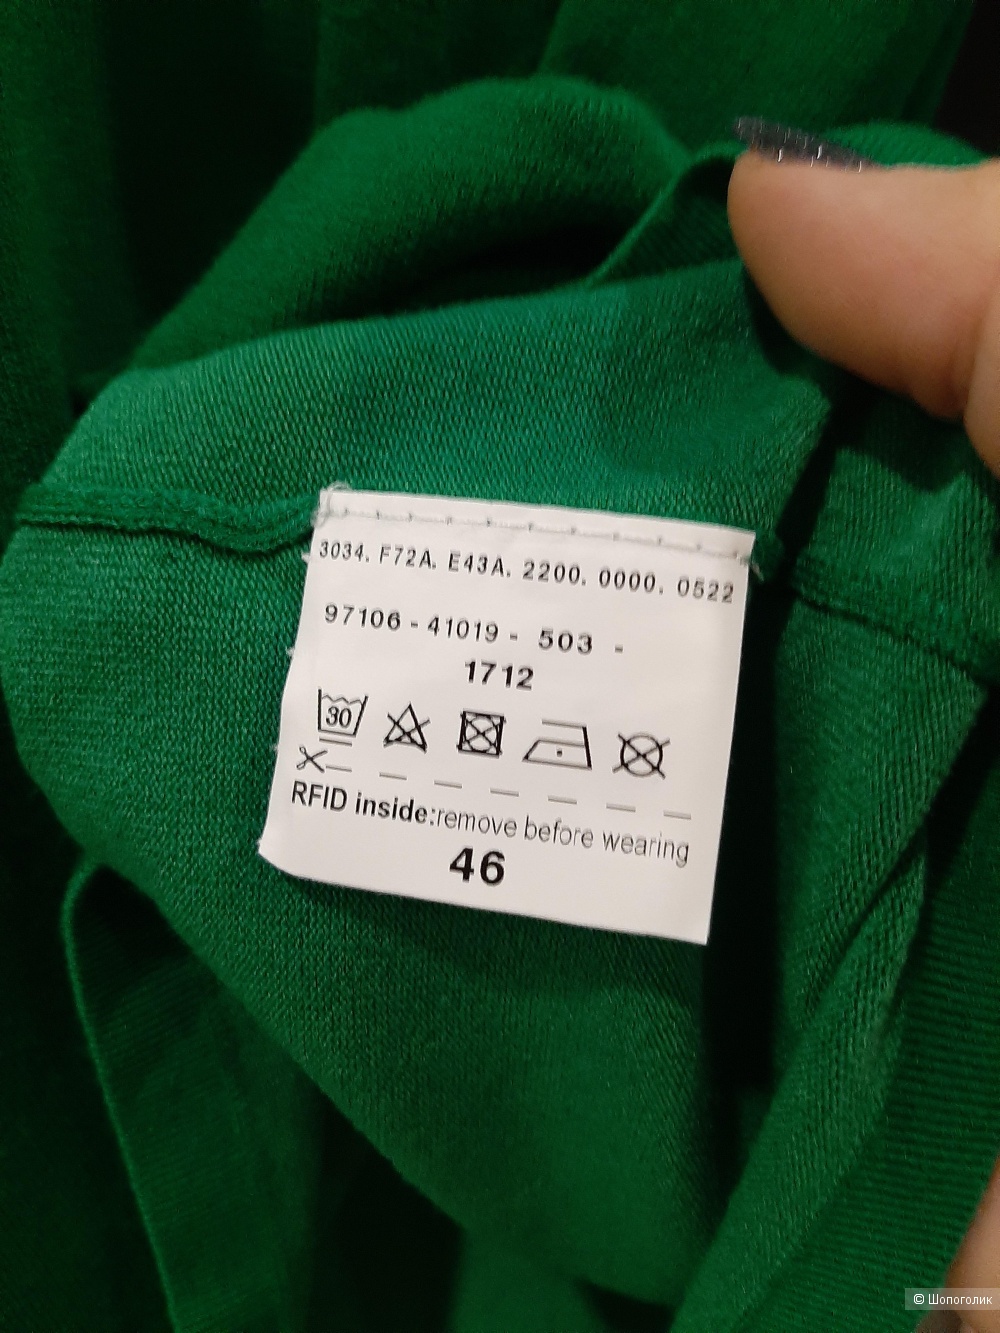 3034. F72A. E43A. 2200. 0000. 0522
97106 - 41019 - 503 -
1712
30
RFID inside:remove before wearing
46
© Шопоголик